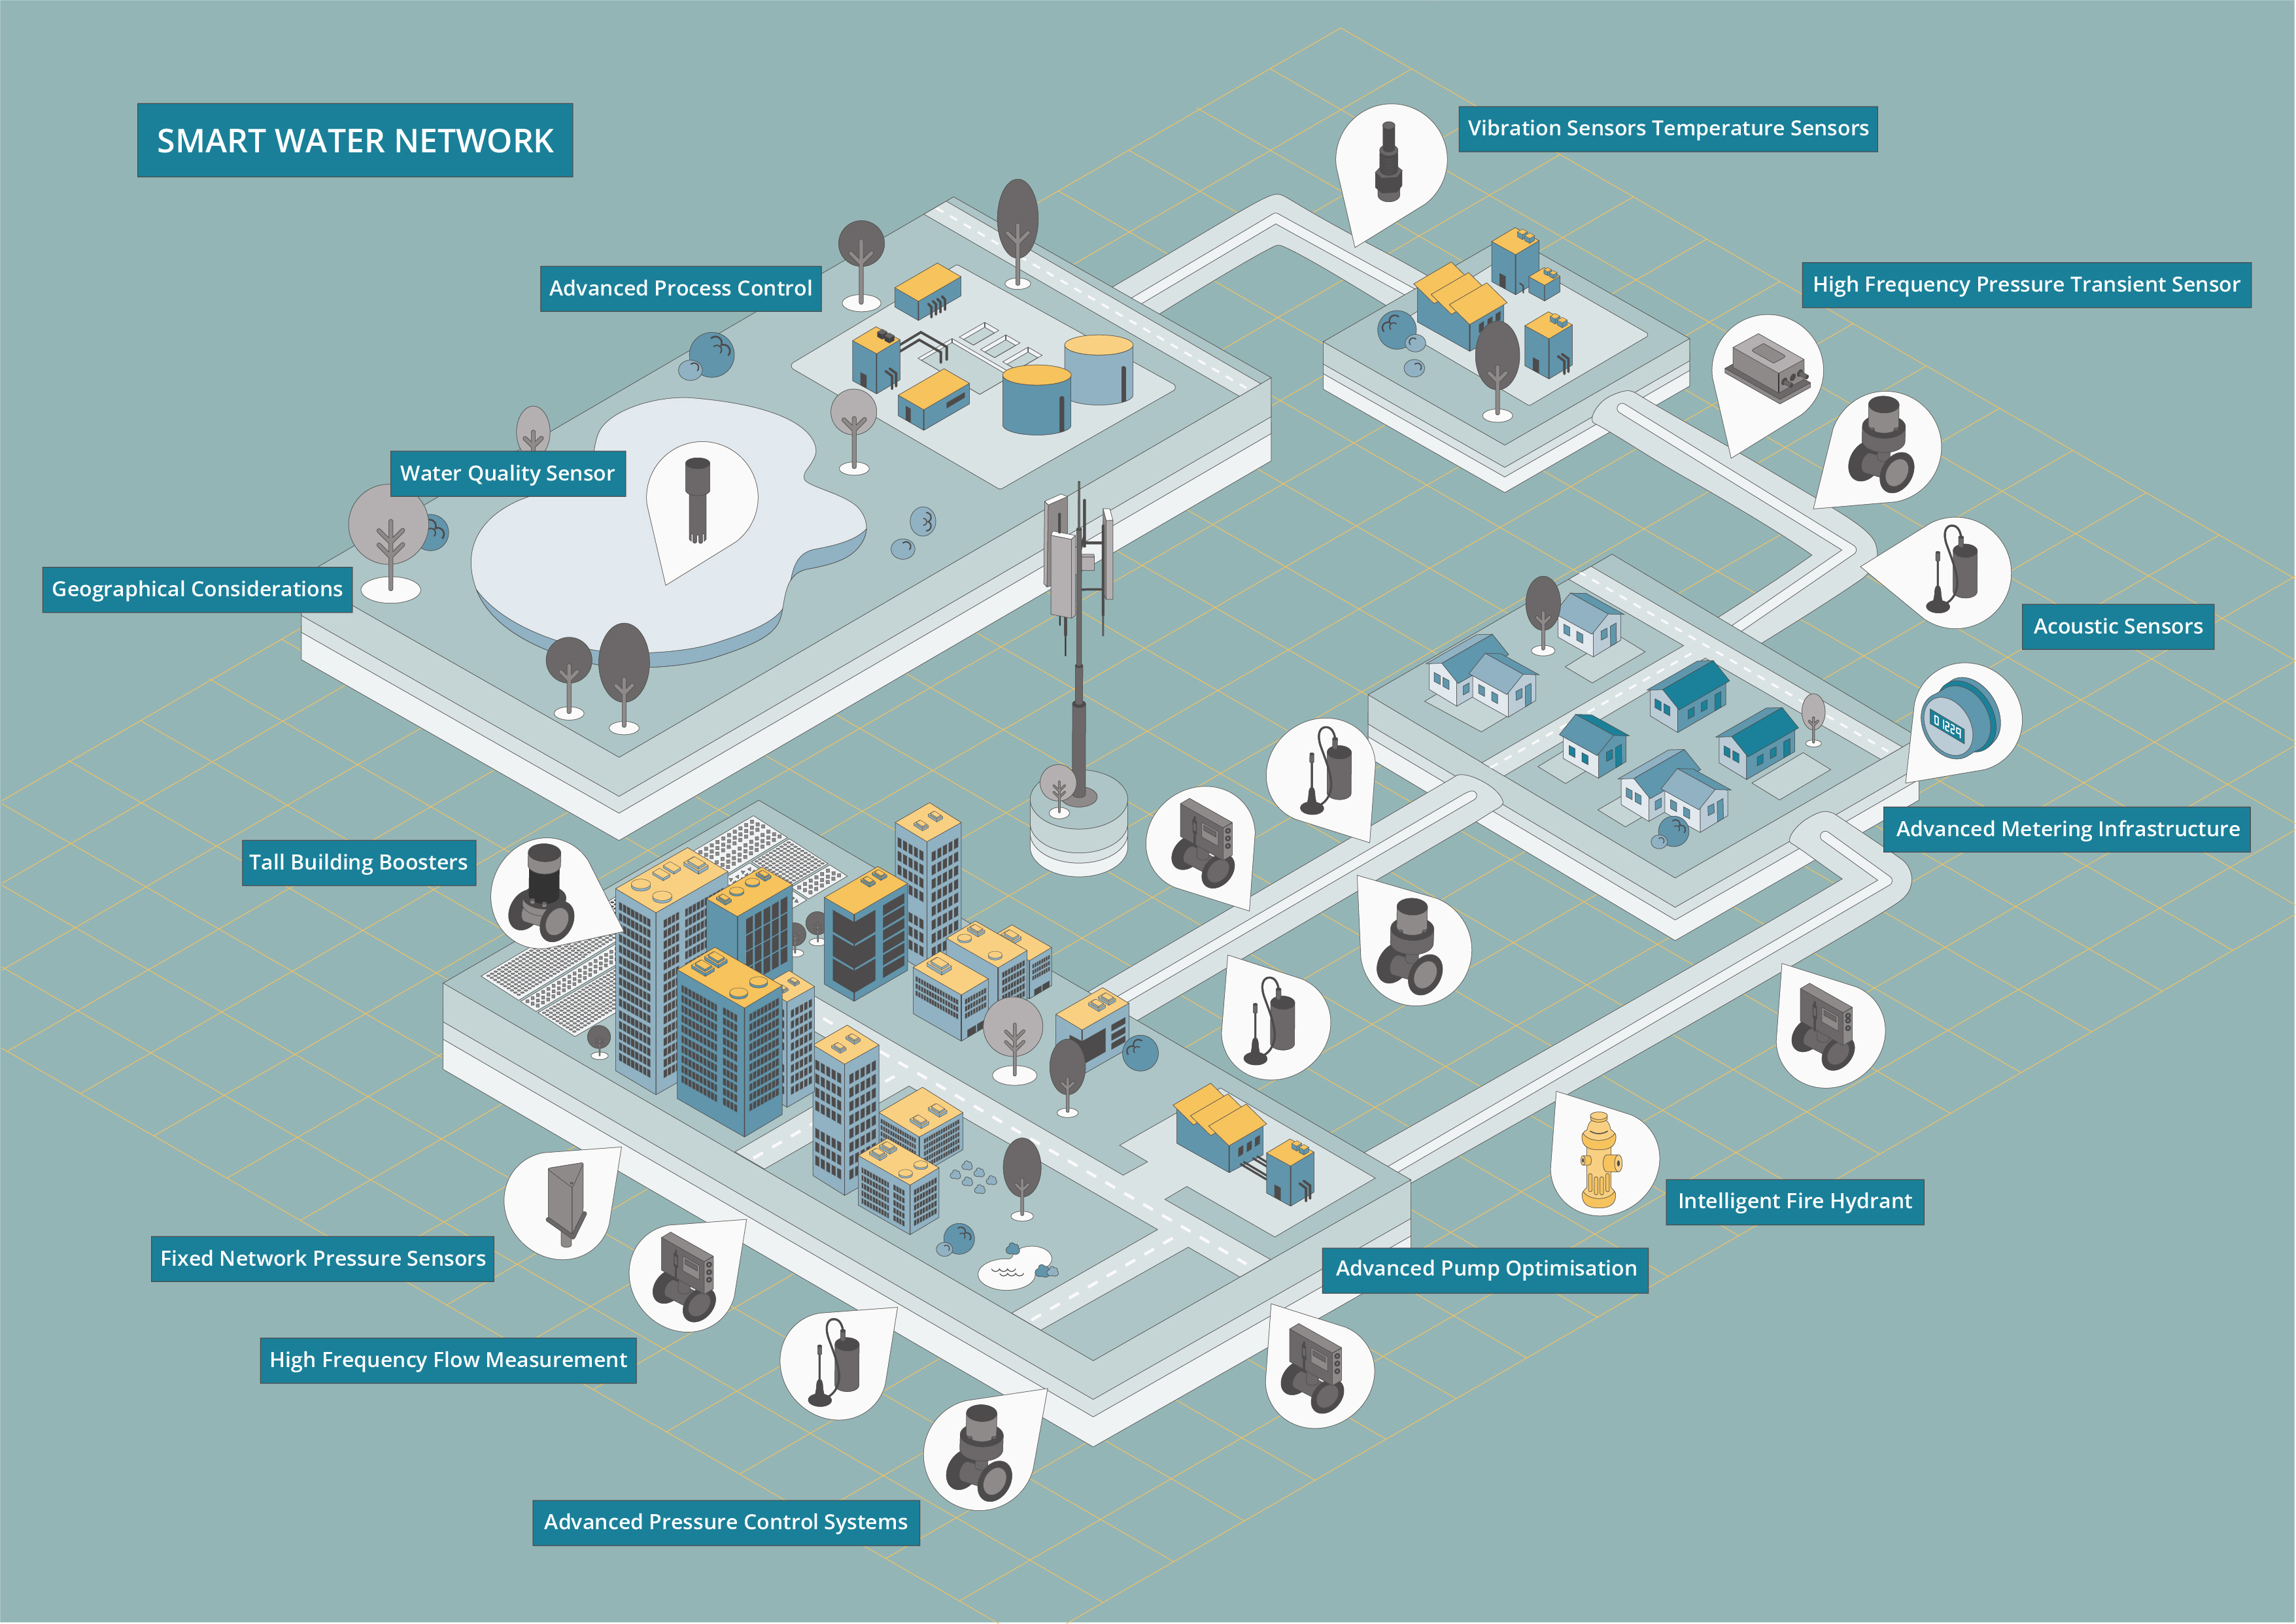 SMART WATER NETWORK
Vibration Sensors Temperature Sensors
Advanced Process Control
High Frequency Pressure Transient Sensor
Water Quality Sensor
Geographical Considerations
Acoustic Sensors
0.1229
Advanced Metering Infrastructure
Tall Building Boosters
Intelligent Fire Hydrant
Fixed Network Pressure Sensors
Advanced Pump Optimisation
High Frequency Flow Measurement
Advanced Pressure Control Systems